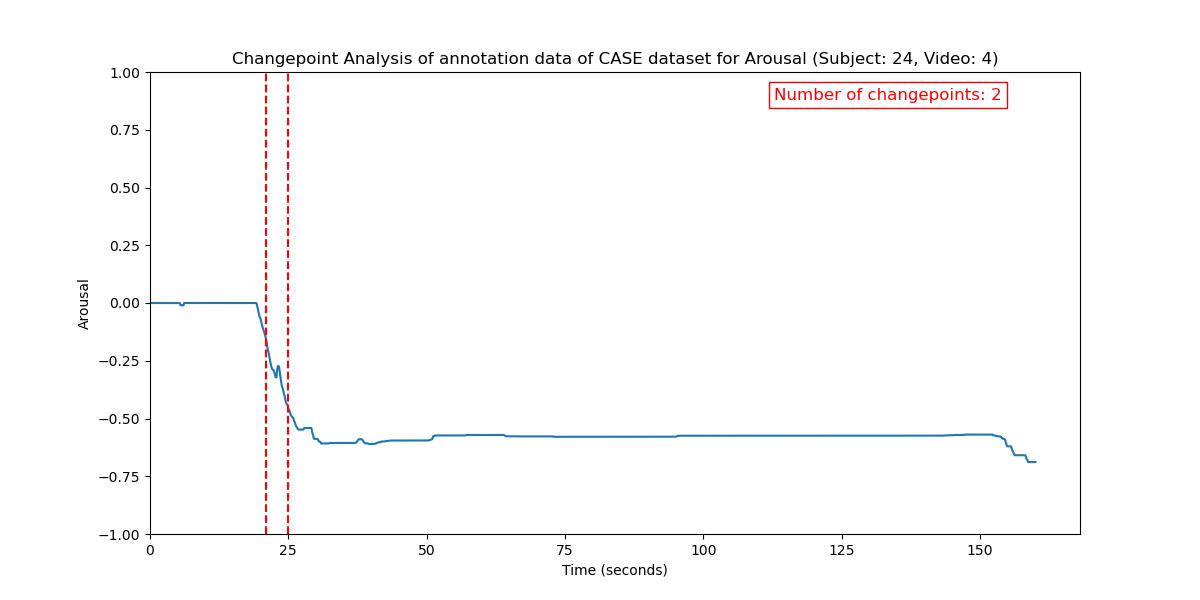 Changepoint Analysis of annotation data of CASE dataset for Arousal (Subject: 24, Video: 4)
Number of changepoints: 2
1.00
0.75
0.50
0.25
0.00
−0.25
−0.50
−0.75
−1.00
Arousal
0 25 50 75 100 125 150
Time (seconds)